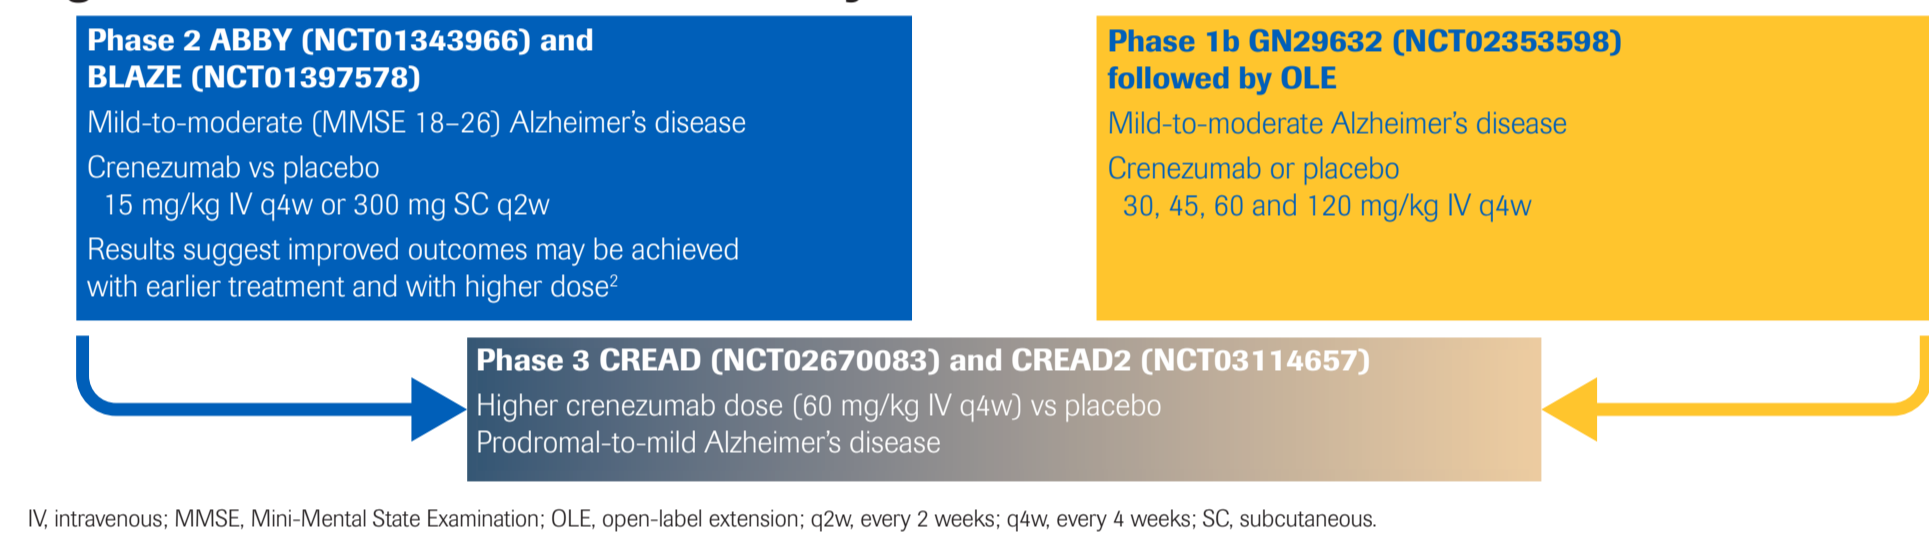 Phase 2 ABBY (NCT01343966) and
BLAZE (NCT01397578)
Mild-to-moderate (MMSE 18–26) Alzheimer’s disease
Crenezumab vs placebo
15 mg/kg IV q4w or 300 mg SC q2w
Results suggest improved outcomes may be achieved
with earlier treatment and with higher dose²
Phase 1b GN29632 (NCT02353598)
followed by OLE
Mild-to-moderate Alzheimer’s disease
Crenezumab or placebo
30, 45, 60 and 120 mg/kg IV q4w
Phase 3 CREAD (NCT02670083) and CREAD2 (NCT03114657)
Higher crenezumab dose (60 mg/kg IV q4w) vs placebo
Prodromal-to-mild Alzheimer’s disease
IV, intravenous; MMSE, Mini-Mental State Examination; OLE, open-label extension; q2w, every 2 weeks; q4w, every 4 weeks; SC, subcutaneous.